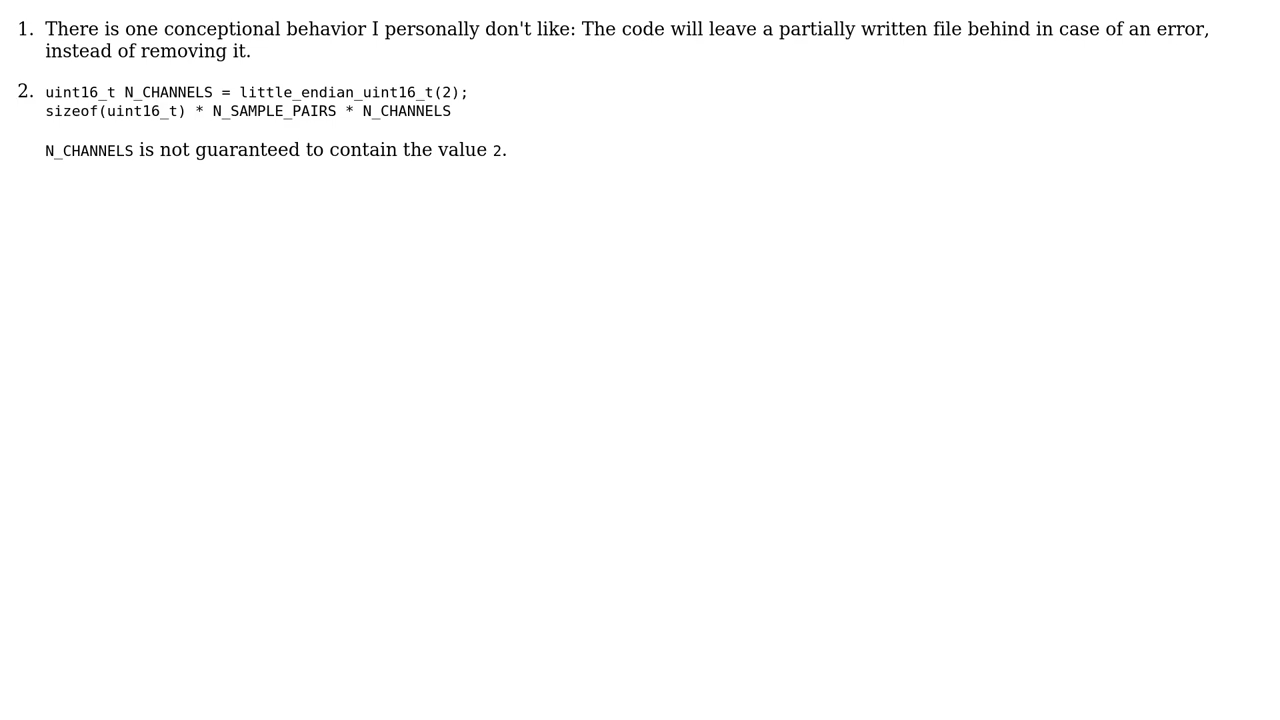 1. There is one conceptual behavior I personally don't like: The code will leave a partially written file behind in case of an error,
instead of removing it.
2. uint16_t N_CHANNELS = little_endian_uint16_t(2);
sizeof(uint16_t) * N_SAMPLE_PAIRS * N_CHANNELS
N_CHANNELS is not guaranteed to contain the value 2.